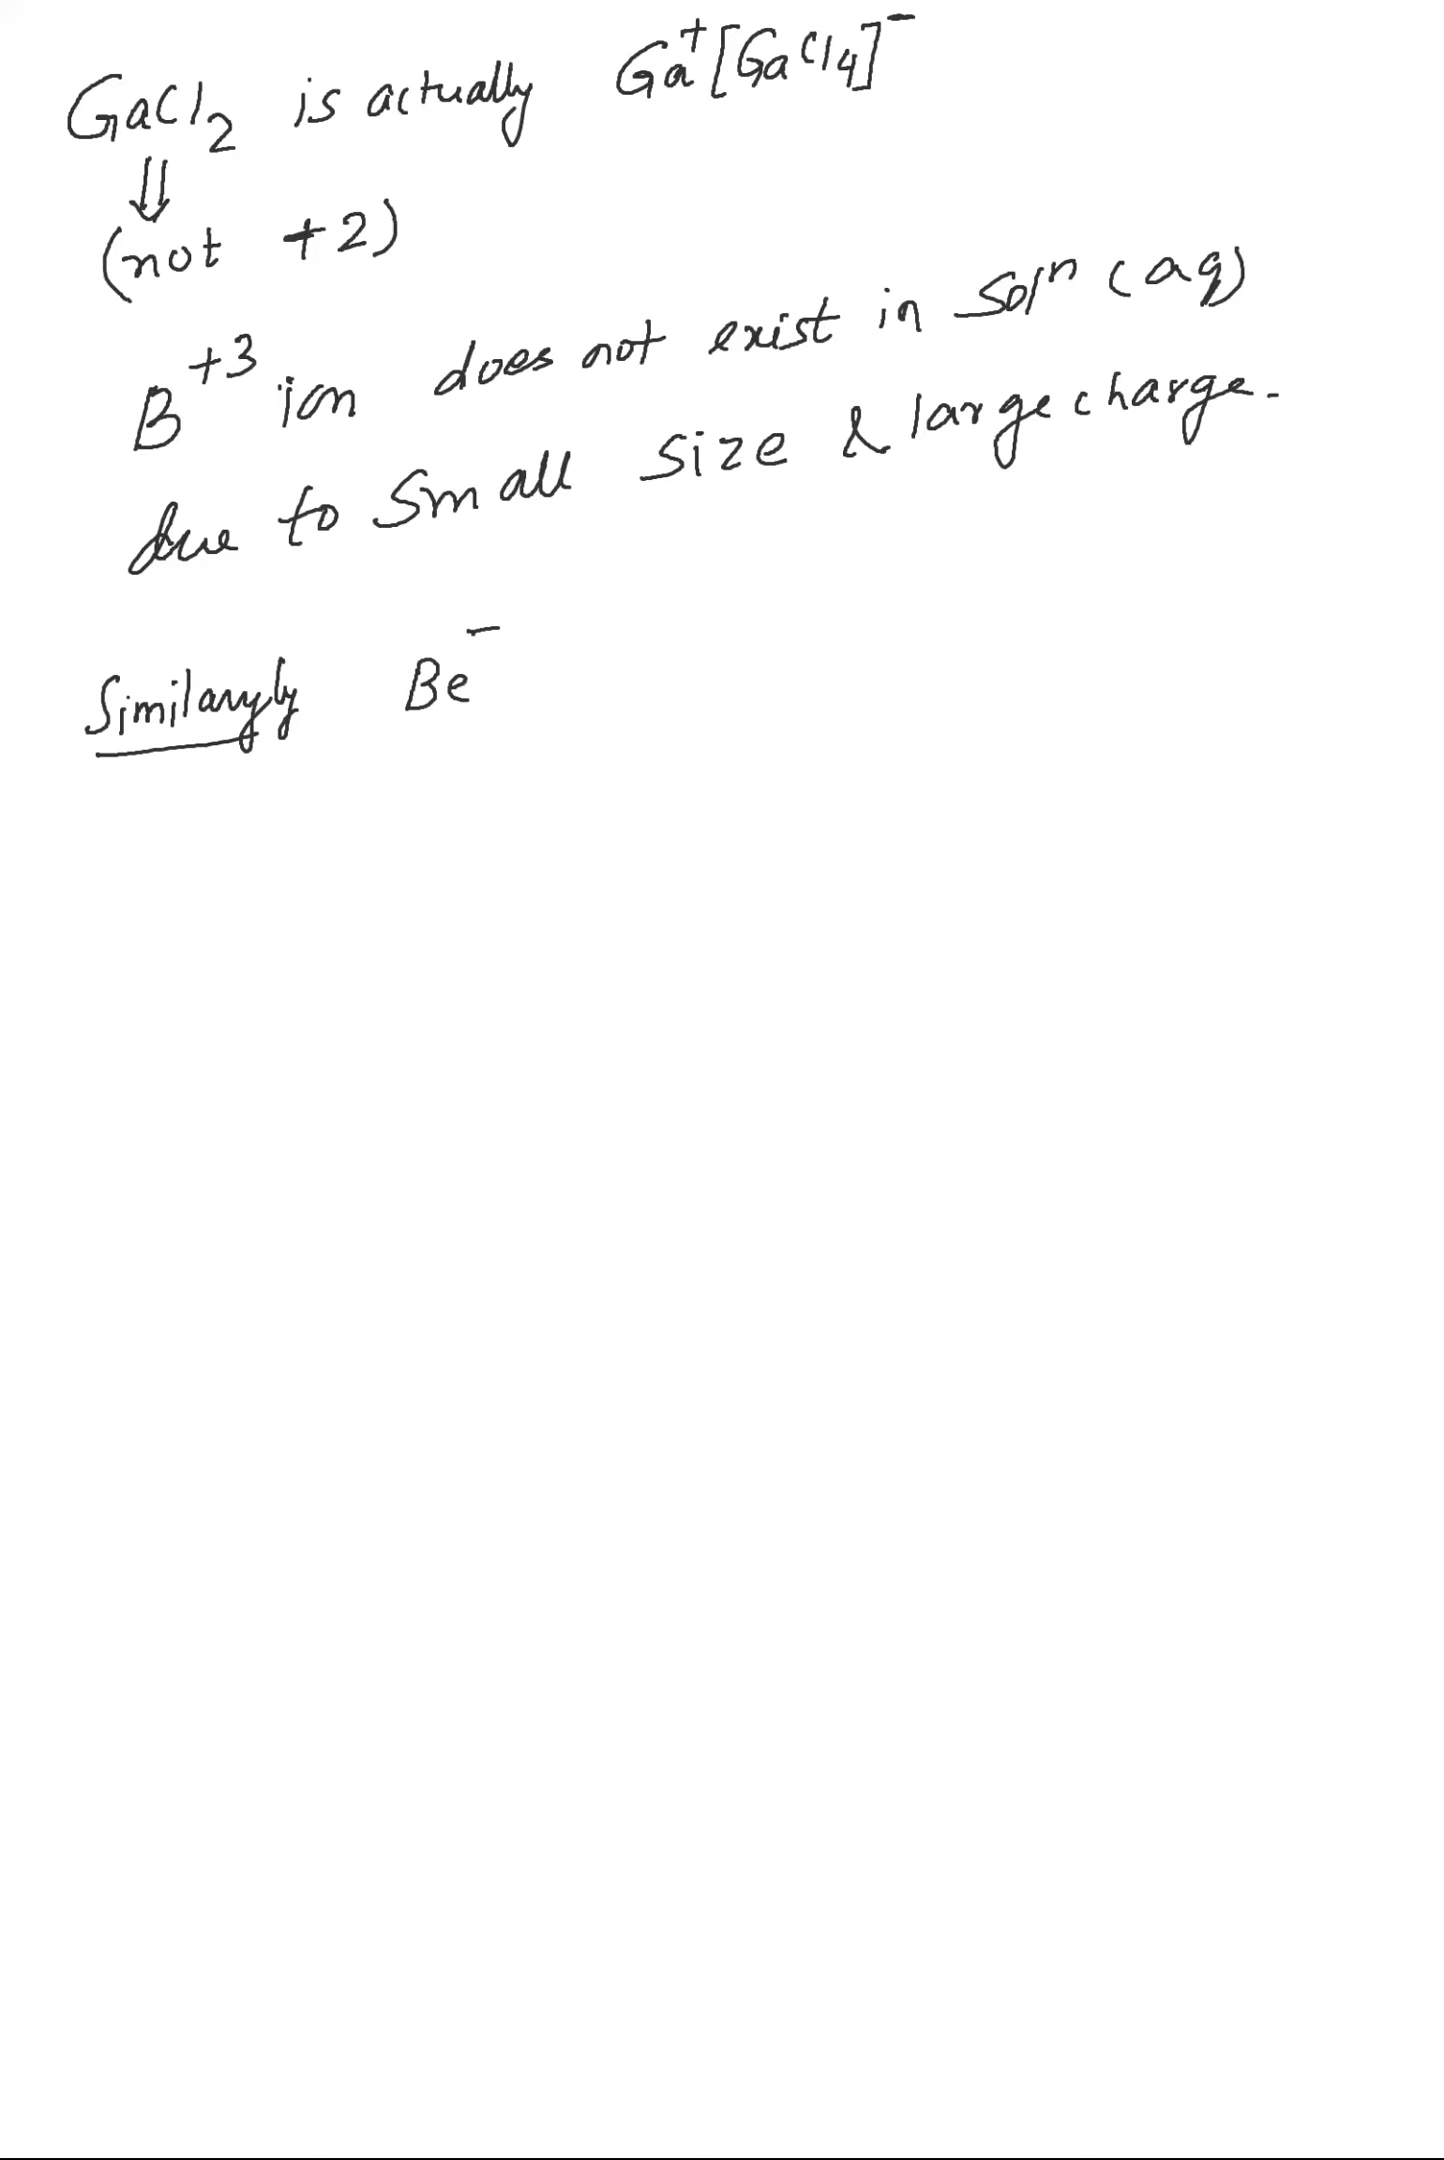 GaCl₂ is actually Ga⁺[GaCl₄]⁻
⇓
(not +2)
B⁺³ ion does not exist in Solⁿ (aq)
due to Small size & large charge.
Similarly Be⁻